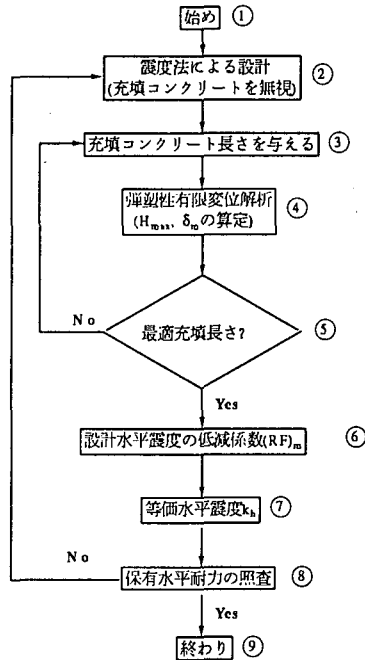 始め ①
震度法による設計 ②
(充填コンクリートを無視)
充填コンクリート長さを与える ③
弾塑性有限変位解析 ④
(Hmax、δmの算定)
No
最適充填長さ? ⑤
Yes
設計水平震度の低減係数(RF)m ⑥
等価水平震度kh ⑦
No
保有水平耐力の照査 ⑧
Yes
終わり ⑨